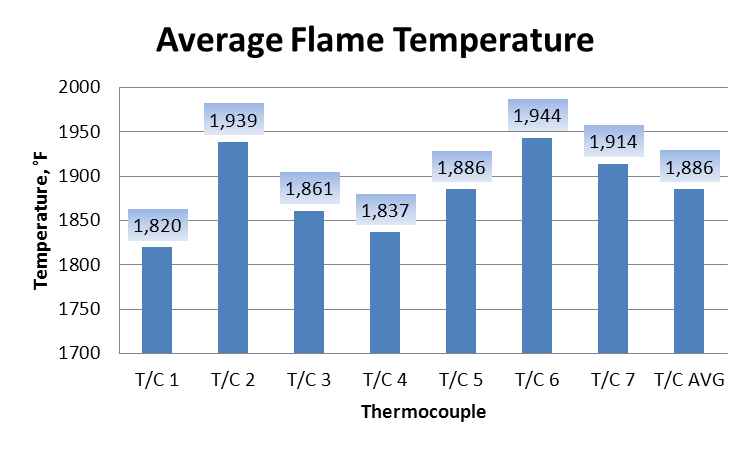 Average Flame Temperature
Temperature, °F
2000
1950
1900
1850
1800
1750
1700
1,820
1,939
1,861
1,837
1,886
1,944
1,914
1,886
T/C 1
T/C 2
T/C 3
T/C 4
T/C 5
T/C 6
T/C 7
T/C AVG
Thermocouple